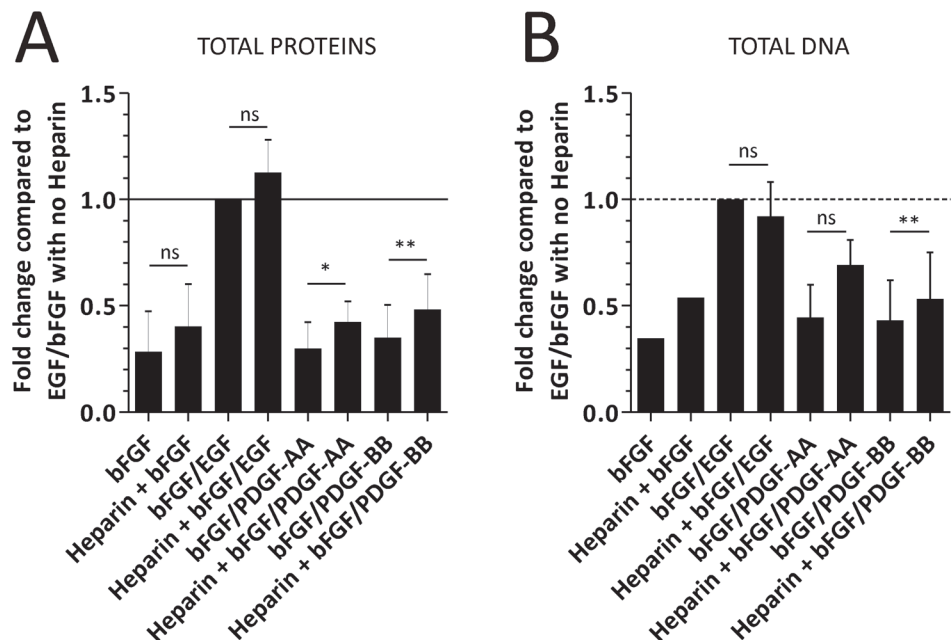 A
TOTAL PROTEINS
Fold change compared to
EGF/bFGF with no Heparin
1.5
1.0
0.5
0.0
ns
ns
*
**
bFGF
Heparin + bFGF
bFGF/EGF
Heparin + bFGF/EGF
bFGF/PDGF-AA
Heparin + bFGF/PDGF-AA
bFGF/PDGF-BB
Heparin + bFGF/PDGF-BB
B
TOTAL DNA
Fold change compared to
EGF/bFGF with no Heparin
1.5
1.0
0.5
0.0
ns
ns
**
bFGF
Heparin + bFGF
bFGF/EGF
Heparin + bFGF/EGF
bFGF/PDGF-AA
Heparin + bFGF/PDGF-AA
bFGF/PDGF-BB
Heparin + bFGF/PDGF-BB